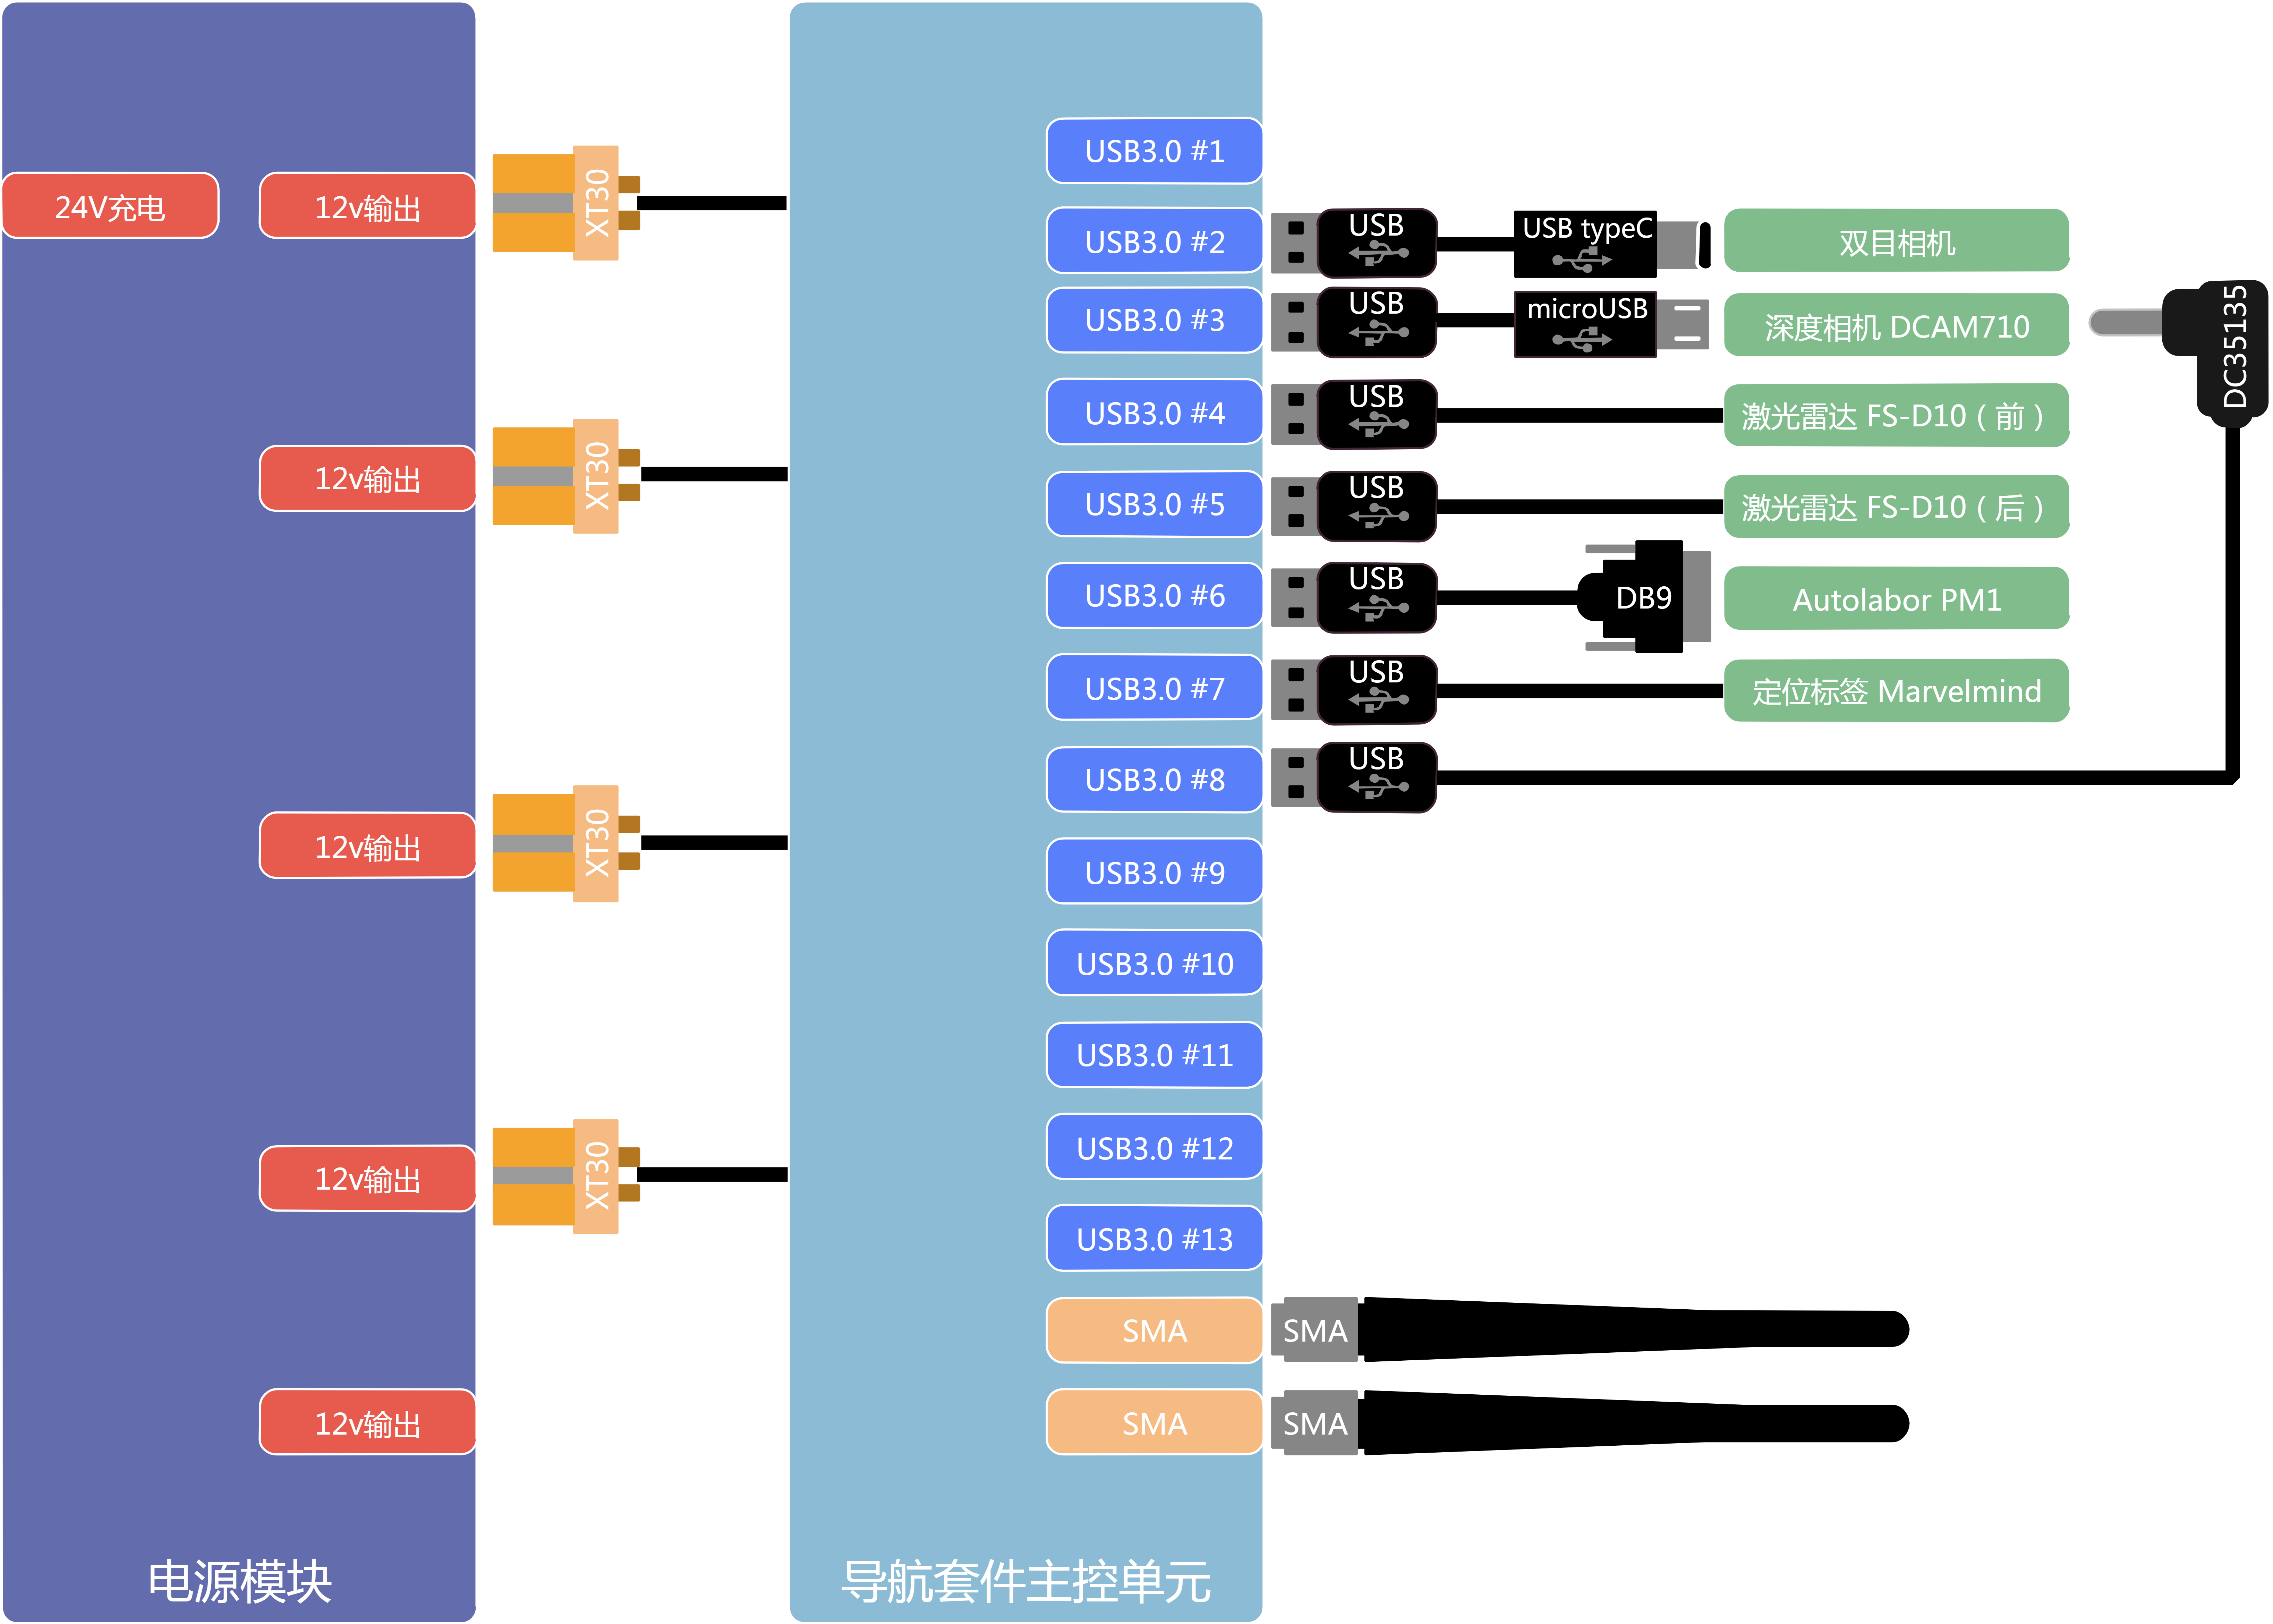 24V充电
12v输出
XT30
12v输出
XT30
12v输出
XT30
12v输出
XT30
12v输出
电源模块
USB3.0 #1
USB3.0 #2
USB
USB typeC
双目相机
USB3.0 #3
USB
microUSB
深度相机 DCAM710
DC35135
USB3.0 #4
USB
激光雷达 FS-D10（前）
USB3.0 #5
USB
激光雷达 FS-D10（后）
USB3.0 #6
USB
DB9
Autolabor PM1
USB3.0 #7
USB
定位标签 Marvelmind
USB3.0 #8
USB
USB3.0 #9
USB3.0 #10
USB3.0 #11
USB3.0 #12
USB3.0 #13
SMA
SMA
SMA
SMA
导航套件主控单元